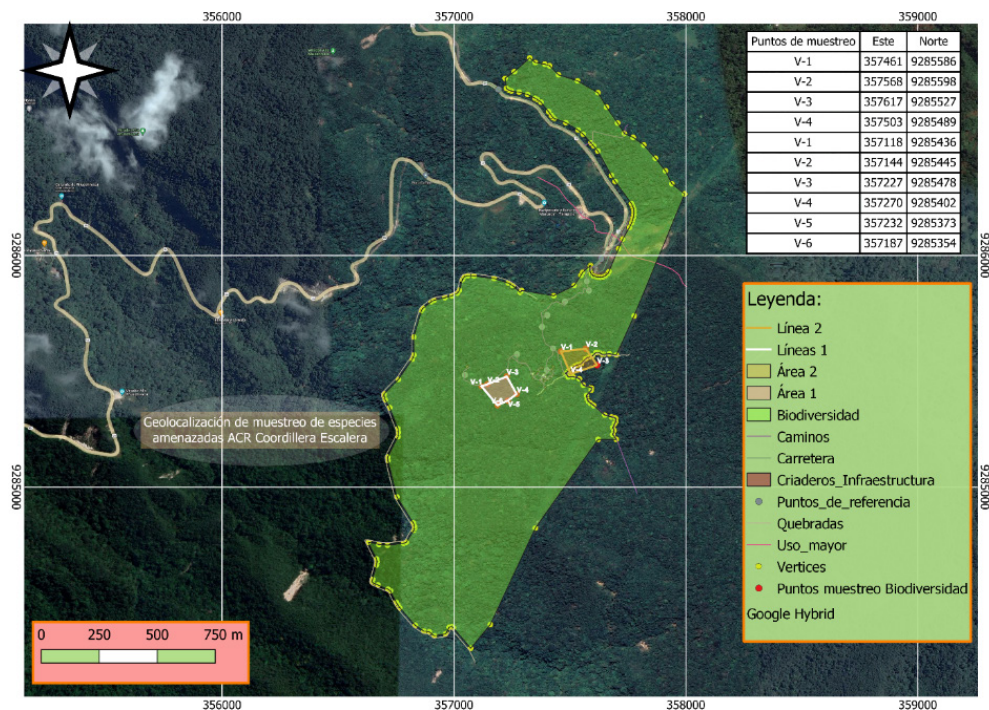 356000 357000 358000 359000
Puntos de muestreo Este Norte
V-1 357461 9285586
V-2 357568 9285598
V-3 357617 9285527
V-4 357503 9285489
V-1 357118 9285436
V-2 357144 9285445
V-3 357227 9285478
V-4 357270 9285402
V-5 357232 9285373
V-6 357187 9285354
9286000 9286000
Leyenda:
Línea 2
Líneas 1
Área 2
Área 1
Biodiversidad
Caminos
Carretera
Criaderos_Infraestructura
Puntos_de_referencia
Quebradas
Uso_mayor
Vertices
Puntos muestreo Biodiversidad
Google Hybrid
V-1 V-2
V-3
V-3
V-1
V-4
V-6
Geolocalización de muestreo de especies
amenazadas ACR Coordillera Escalera
9285000 9285000
0 250 500 750 m
356000 357000 358000 359000